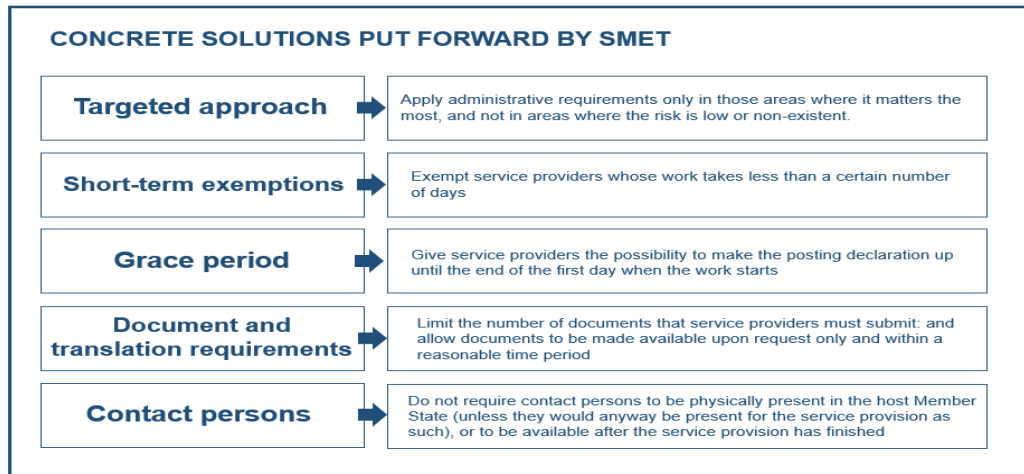 CONCRETE SOLUTIONS PUT FORWARD BY SMET
Targeted approach
Apply administrative requirements only in those areas where it matters the
most, and not in areas where the risk is low or non-existent.
Short-term exemptions
Exempt service providers whose work takes less than a certain number
of days
Grace period
Give service providers the possibility to make the posting declaration up
until the end of the first day when the work starts
Document and
translation requirements
Limit the number of documents that service providers must submit: and
allow documents to be made available upon request only and within a
reasonable time period
Contact persons
Do not require contact persons to be physically present in the host Member
State (unless they would anyway be present for the service provision as
such), or to be available after the service provision has finished